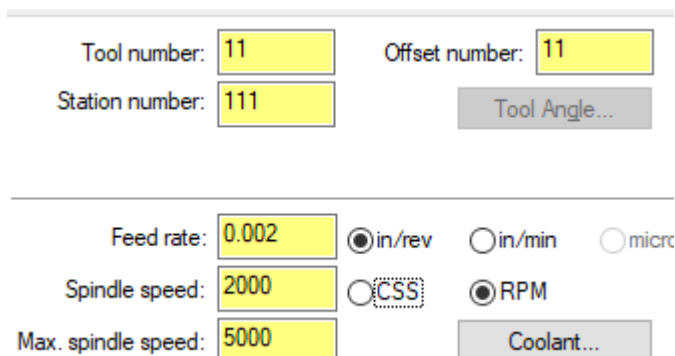 Tool number: 11 Offset number: 11
Station number: 111 Tool Angle...
Feed rate: 0.002 in/rev in/min micro
Spindle speed: 2000 CSS RPM
Max. spindle speed: 5000 Coolant...